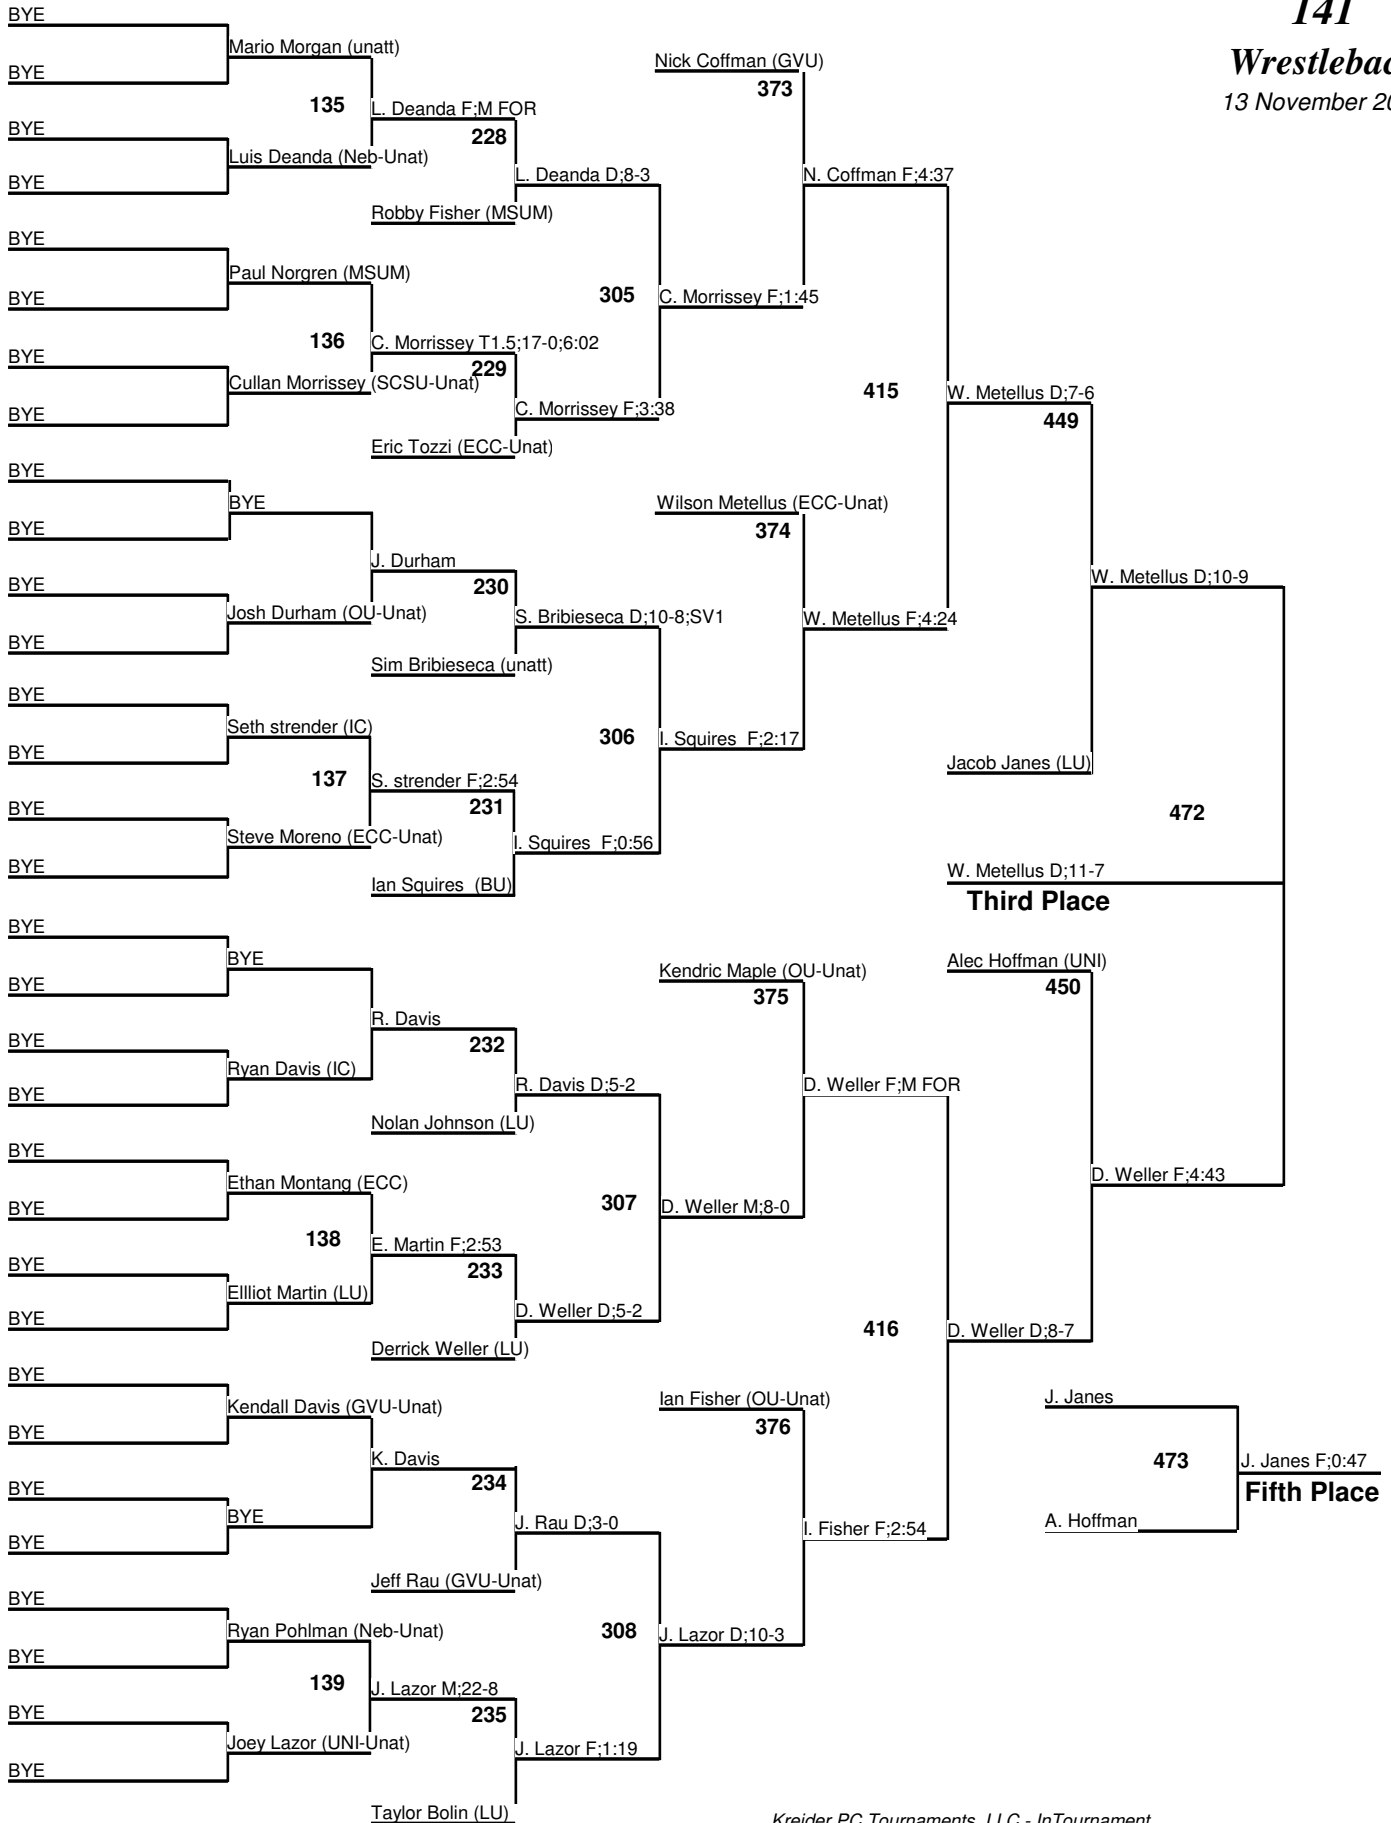 141
Wrestlebac
13 November 20
BYE
Mario Morgan (unatt)
BYE
135
L. Deanda F;M FOR
228
BYE
Luis Deanda (Neb-Unat)
BYE
L. Deanda D;8-3
Robby Fisher (MSUM)
BYE
Paul Norgren (MSUM)
BYE
305
C. Morrissey F;1:45
136
C. Morrissey T1.5;17-0;6:02
229
BYE
Cullan Morrissey (SCSU-Unat)
BYE
C. Morrissey F;3:38
Eric Tozzi (ECC-Unat)
Nick Coffman (GVU)
373
N. Coffman F;4:37
415
W. Metellus D;7-6
449
BYE
BYE
BYE
J. Durham
230
BYE
Josh Durham (OU-Unat)
BYE
S. Bribieseca D;10-8;SV1
Sim Bribieseca (unatt)
Wilson Metellus (ECC-Unat)
374
W. Metellus F;4:24
BYE
Seth strender (IC)
BYE
306
I. Squires  F;2:17
137
S. strender F;2:54
231
BYE
Steve Moreno (ECC-Unat)
BYE
I. Squires  F;0:56
Ian Squires  (BU)
W. Metellus D;10-9
Jacob Janes (LU)
472
W. Metellus D;11-7
Third Place
BYE
BYE
BYE
R. Davis
232
BYE
Ryan Davis (IC)
BYE
R. Davis D;5-2
Nolan Johnson (LU)
Kendric Maple (OU-Unat)
375
D. Weller F;M FOR
Alec Hoffman (UNI)
450
BYE
Ethan Montang (ECC)
BYE
307
D. Weller M;8-0
D. Weller F;4:43
138
E. Martin F;2:53
233
BYE
Ellliot Martin (LU)
BYE
D. Weller D;5-2
Derrick Weller (LU)
416
D. Weller D;8-7
BYE
Kendall Davis (GVU-Unat)
BYE
K. Davis
234
BYE
BYE
BYE
J. Rau D;3-0
Jeff Rau (GVU-Unat)
Ian Fisher (OU-Unat)
376
I. Fisher F;2:54
J. Janes
473
J. Janes F;0:47
Fifth Place
A. Hoffman
BYE
Ryan Pohlman (Neb-Unat)
BYE
308
J. Lazor D;10-3
139
J. Lazor M;22-8
235
BYE
Joey Lazor (UNI-Unat)
BYE
J. Lazor F;1:19
Taylor Bolin (LU)
Kreider PC Tournaments, LLC - InTournament